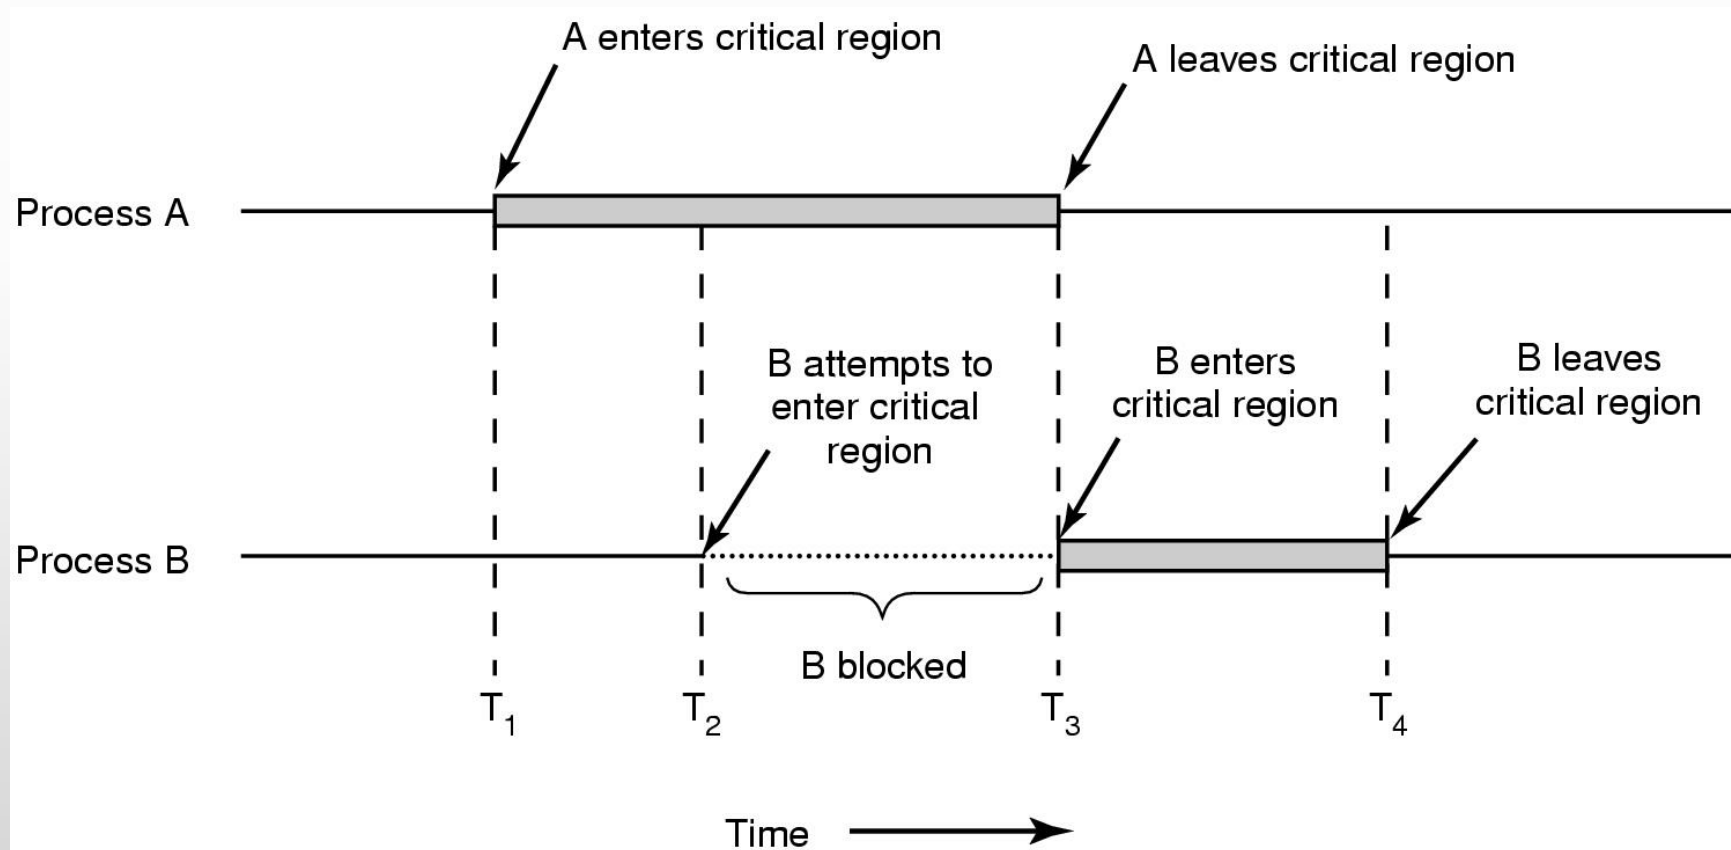 A enters critical region
A leaves critical region
Process A
B attempts to
enter critical
region
B enters
critical region
B leaves
critical region
Process B
B blocked
T1
T2
T3
T4
Time